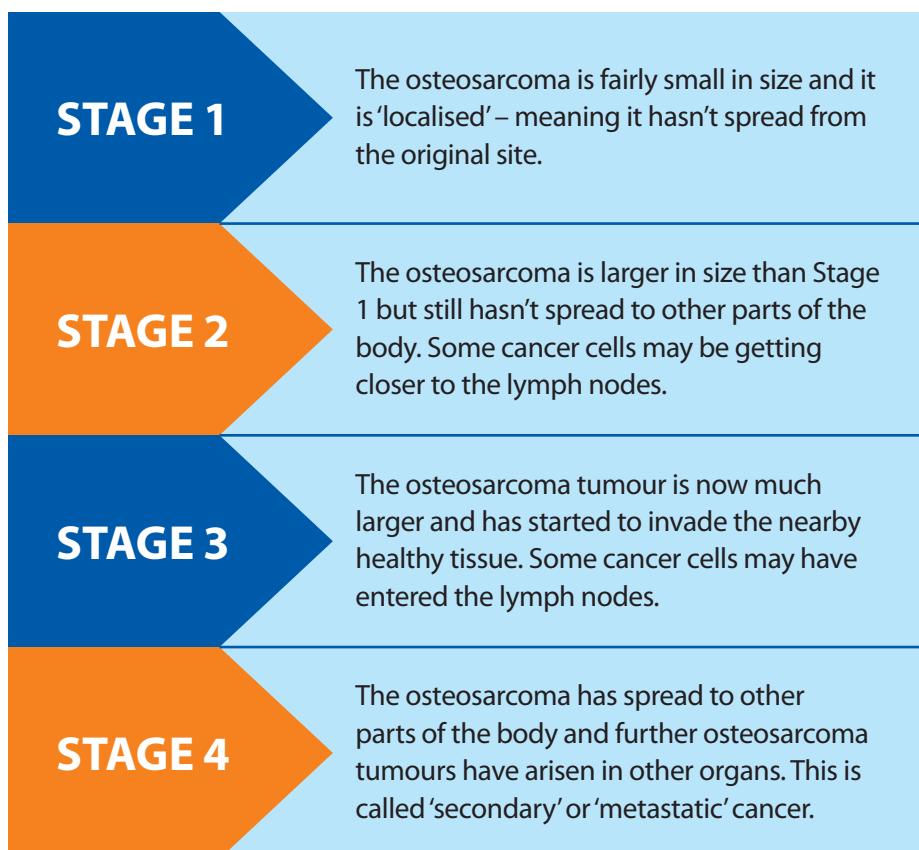 STAGE 1
The osteosarcoma is fairly small in size and it
is ‘localised’ – meaning it hasn’t spread from
the original site.
STAGE 2
The osteosarcoma is larger in size than Stage
1 but still hasn’t spread to other parts of the
body. Some cancer cells may be getting
closer to the lymph nodes.
STAGE 3
The osteosarcoma tumour is now much
larger and has started to invade the nearby
healthy tissue. Some cancer cells may have
entered the lymph nodes.
STAGE 4
The osteosarcoma has spread to other
parts of the body and further osteosarcoma
tumours have arisen in other organs. This is
called ‘secondary’ or ‘metastatic’ cancer.